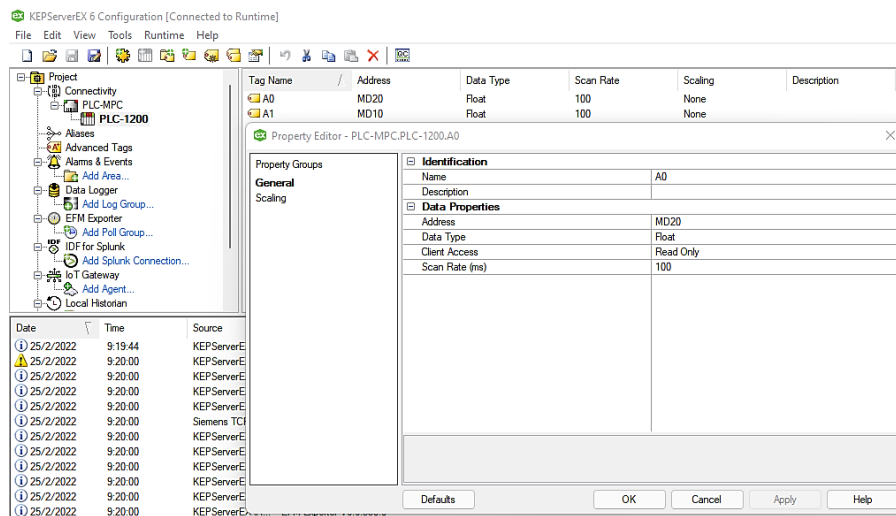 KEPServerEX 6 Configuration [Connected to Runtime]
File Edit View Tools Runtime Help
Project
Connectivity
PLC-MPC
PLC-1200
Aliases
Advanced Tags
Alarms & Events
Add Area...
Data Logger
Add Log Group...
EFM Exporter
Add Poll Group...
IDF for Splunk
Add Splunk Connection...
IoT Gateway
Add Agent...
Local Historian
Tag Name Address Data Type Scan Rate Scaling Description
A0 MD20 Float 100 None
A1 MD10 Float 100 None
Property Editor - PLC-MPC.PLC-1200.A0
Property Groups
General
Scaling
Identification
Name A0
Description
Data Properties
Address MD20
Data Type Float
Client Access Read Only
Scan Rate (ms) 100
Defaults OK Cancel Apply Help
Date Time Source
25/2/2022 9:19:44 KEPServerE
25/2/2022 9:20:00 KEPServerE
25/2/2022 9:20:00 KEPServerE
25/2/2022 9:20:00 KEPServerE
25/2/2022 9:20:00 KEPServerE
25/2/2022 9:20:00 Siemens TCP
25/2/2022 9:20:00 KEPServerE
25/2/2022 9:20:00 KEPServerE
25/2/2022 9:20:00 KEPServerE
25/2/2022 9:20:00 KEPServerE
25/2/2022 9:20:00 KEPServerE
25/2/2022 9:20:00